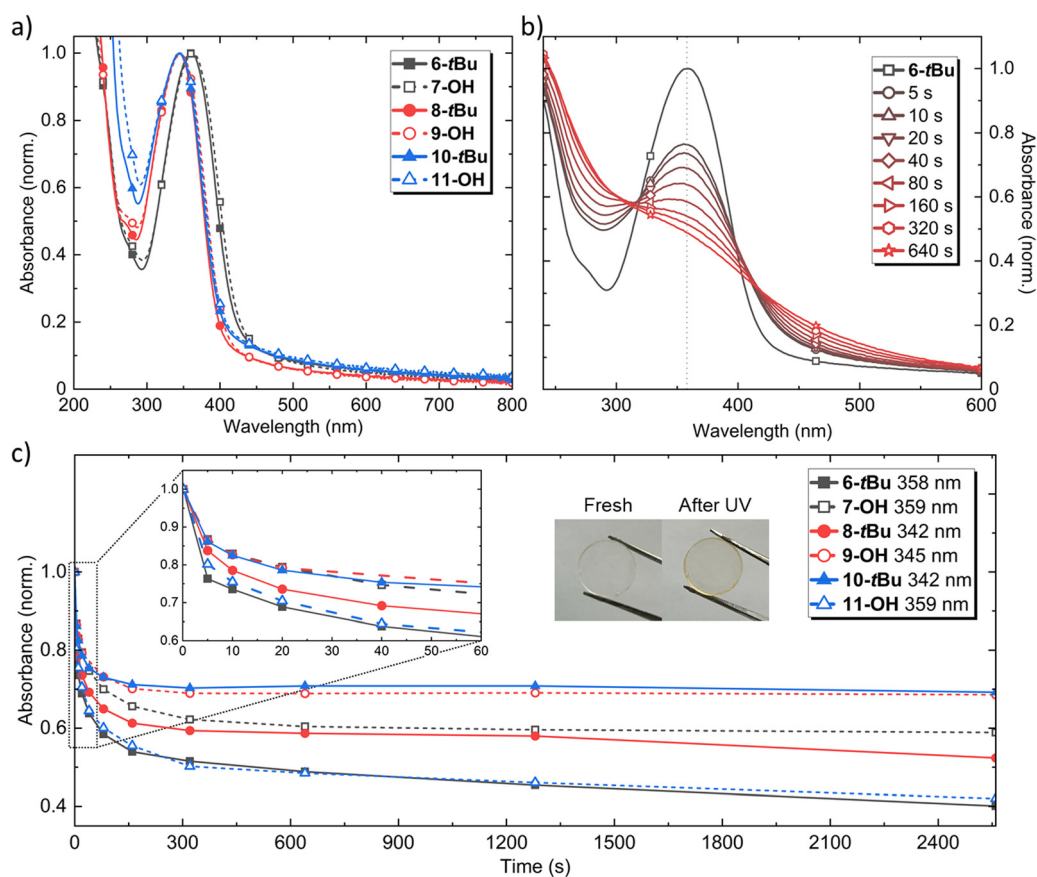 a)
Absorbance (norm.)
1.0
0.8
0.6
0.4
0.2
0
200
300
400
500
600
700
800
Wavelength (nm)
6-tBu
7-OH
8-tBu
9-OH
10-tBu
11-OH
b)
6-tBu
5 s
10 s
20 s
40 s
80 s
160 s
320 s
640 s
1.0
0.8
0.6
0.4
0.2
0
Absorbance (norm.)
300
400
500
600
Wavelength (nm)
c)
Absorbance (norm.)
1.0
0.8
0.6
0.4
0
300
600
900
1200
1500
1800
2100
2400
Time (s)
1.0
0.9
0.8
0.7
0.6
0
10
20
30
40
50
60
Fresh
After UV
6-tBu 358 nm
7-OH 359 nm
8-tBu 342 nm
9-OH 345 nm
10-tBu 342 nm
11-OH 359 nm